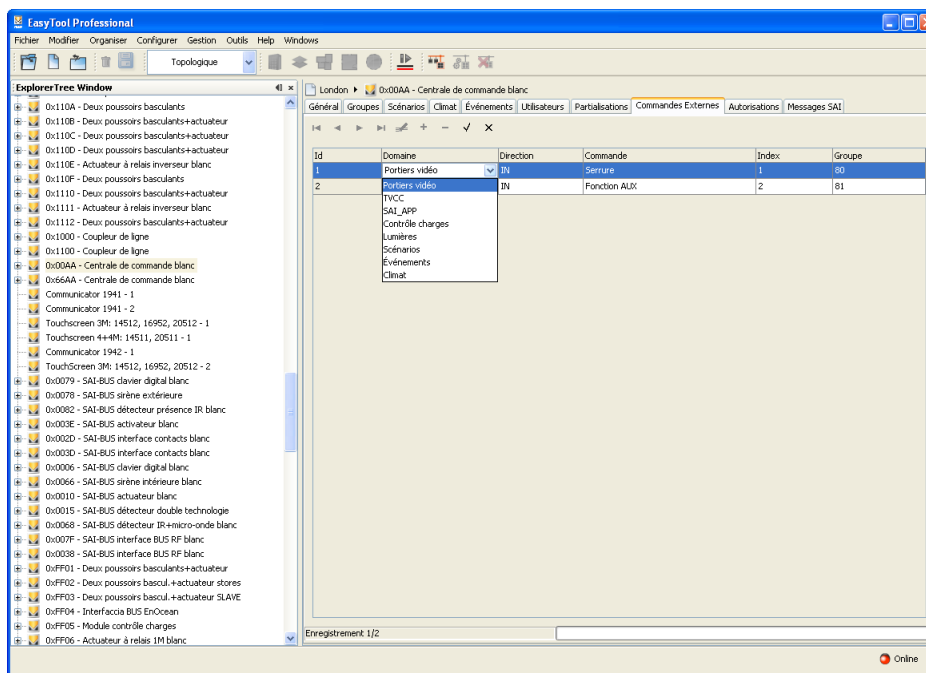 EasyTool Professional
Fichier Modifier Organiser Configurer Gestion Outils Help Windows
Topologique
ExplorerTree Window
0x110A - Deux poussoirs basculants
0x110B - Deux poussoirs basculants+actuateur
0x110C - Deux poussoirs basculants+actuateur
0x110D - Deux poussoirs basculants+actuateur
0x110E - Actuateur à relais inverseur blanc
0x110F - Deux poussoirs basculants
0x1110 - Deux poussoirs basculants+actuateur
0x1111 - Actuateur à relais inverseur blanc
0x1112 - Deux poussoirs basculants+actuateur
0x1000 - Coupleur de ligne
0x1100 - Coupleur de ligne
0x00AA - Centrale de commande blanc
0x66AA - Centrale de commande blanc
Communicator 1941 - 1
Communicator 1941 - 2
Touchscreen 3M: 14512, 16952, 20512 - 1
Touchscreen 4+4M: 14511, 20511 - 1
Communicator 1942 - 1
TouchScreen 3M: 14512, 16952, 20512 - 2
0x0079 - SAI-BUS clavier digital blanc
0x0078 - SAI-BUS sirène extérieure
0x0082 - SAI-BUS détecteur présence IR blanc
0x003E - SAI-BUS activateur blanc
0x002D - SAI-BUS interface contacts blanc
0x003D - SAI-BUS interface contacts blanc
0x0006 - SAI-BUS clavier digital blanc
0x0066 - SAI-BUS sirène intérieure blanc
0x0010 - SAI-BUS actuateur blanc
0x0015 - SAI-BUS détecteur double technologie
0x0068 - SAI-BUS détecteur IR+micro-onde blanc
0x007F - SAI-BUS interface BUS RF blanc
0x0038 - SAI-BUS interface BUS RF blanc
0xFF01 - Deux poussoirs basculants+actuateur
0xFF02 - Deux poussoirs bascul.+actuateur stores
0xFF03 - Deux poussoirs bascul.+actuateur SLAVE
0xFF04 - Interfaccia BUS EnOcean
0xFF05 - Module contrôle charges
0xFF06 - Actuateur à relais 1M blanc
London 0x00AA - Centrale de commande blanc
Général Groupes Scénarios Climat Événements Utilisateurs Partialisations Commandes Externes Autorisations Messages SAI
Id Domaine Direction Commande Index Groupe
1 Portiers vidéo IN Serrure 1 80
2 IN Fonction AUX 2 81
Portiers vidéo
TVCC
SAI_APP
Contrôle charges
Lumières
Scénarios
Événements
Climat
Enregistrement 1/2
Online